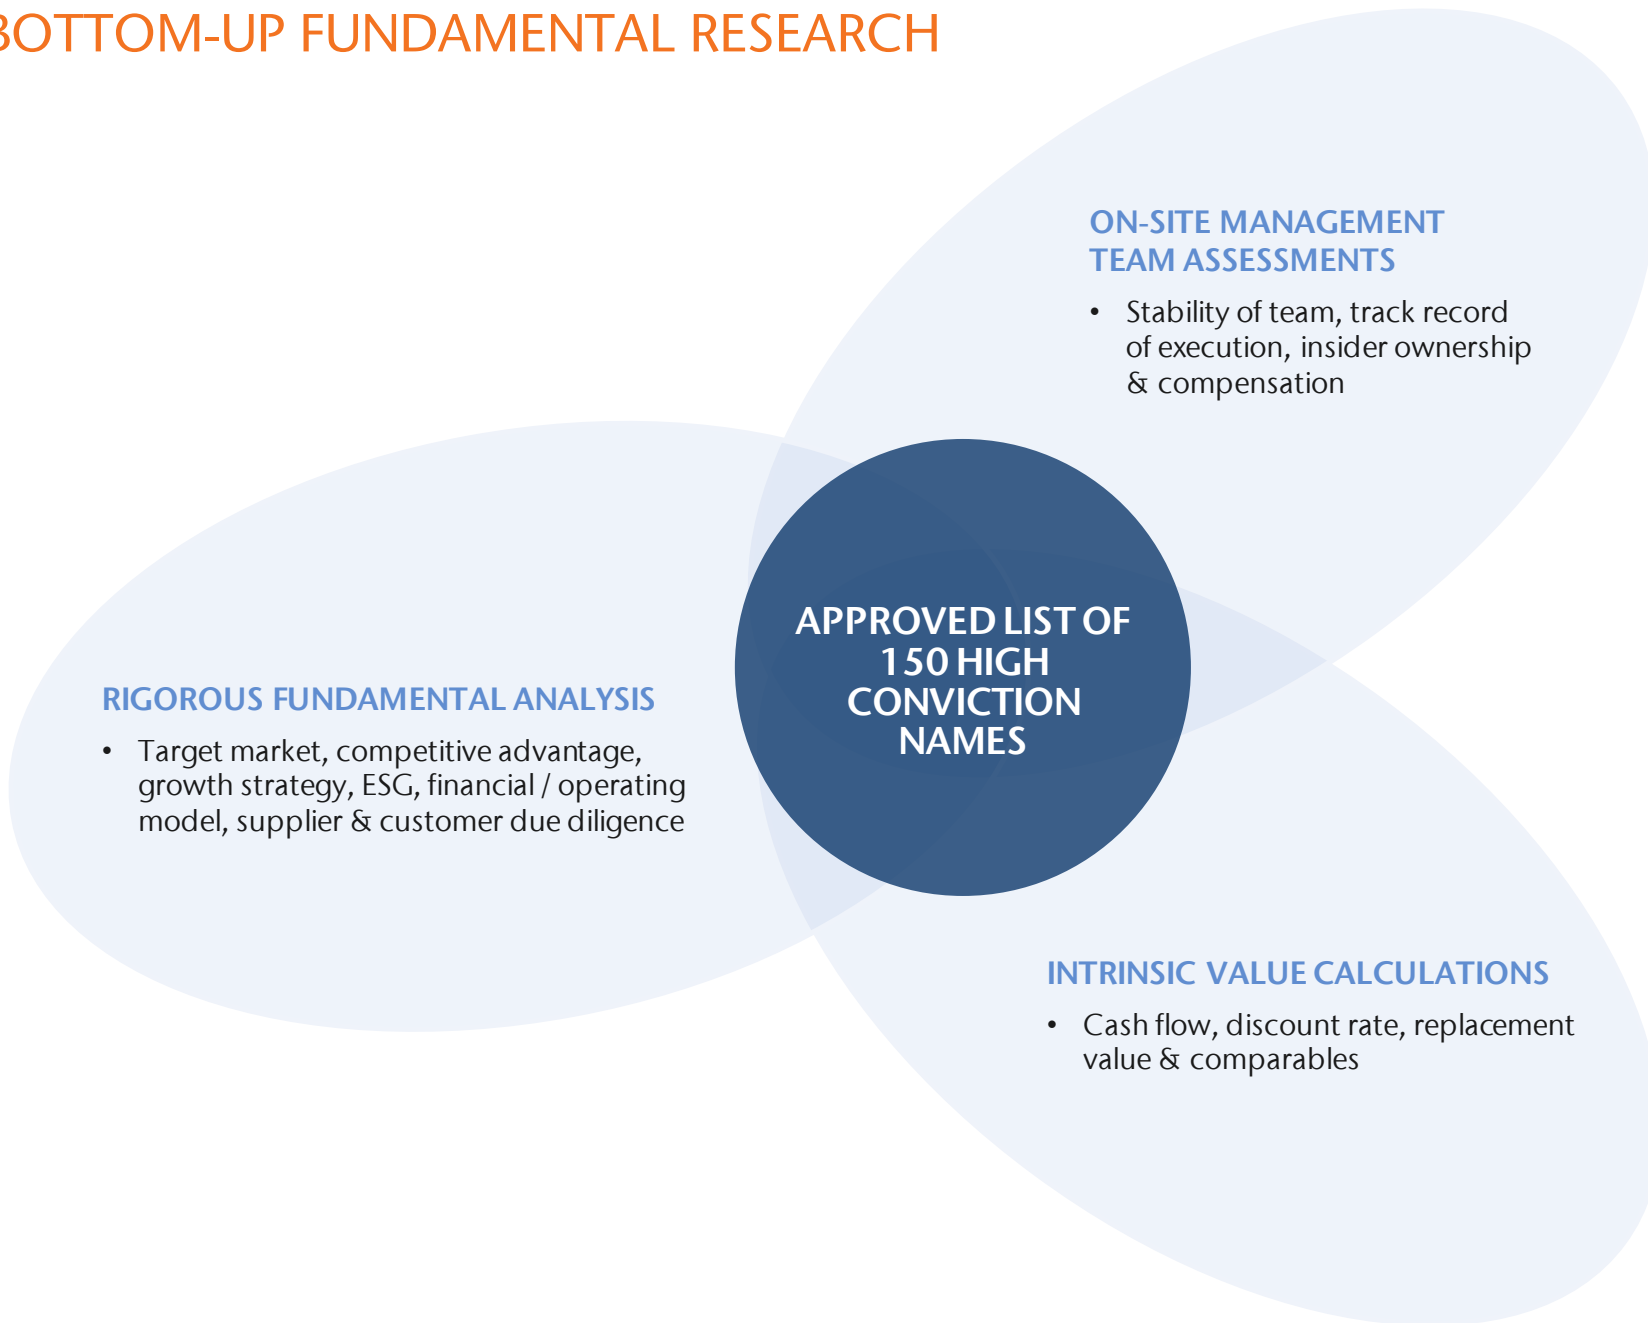 BOTTOM-UP FUNDAMENTAL RESEARCH
ON-SITE MANAGEMENT
TEAM ASSESSMENTS
• Stability of team, track record
of execution, insider ownership
& compensation
APPROVED LIST OF
150 HIGH
CONVICTION
NAMES
RIGOROUS FUNDAMENTAL ANALYSIS
• Target market, competitive advantage,
growth strategy, ESG, financial / operating
model, supplier & customer due diligence
INTRINSIC VALUE CALCULATIONS
• Cash flow, discount rate, replacement
value & comparables